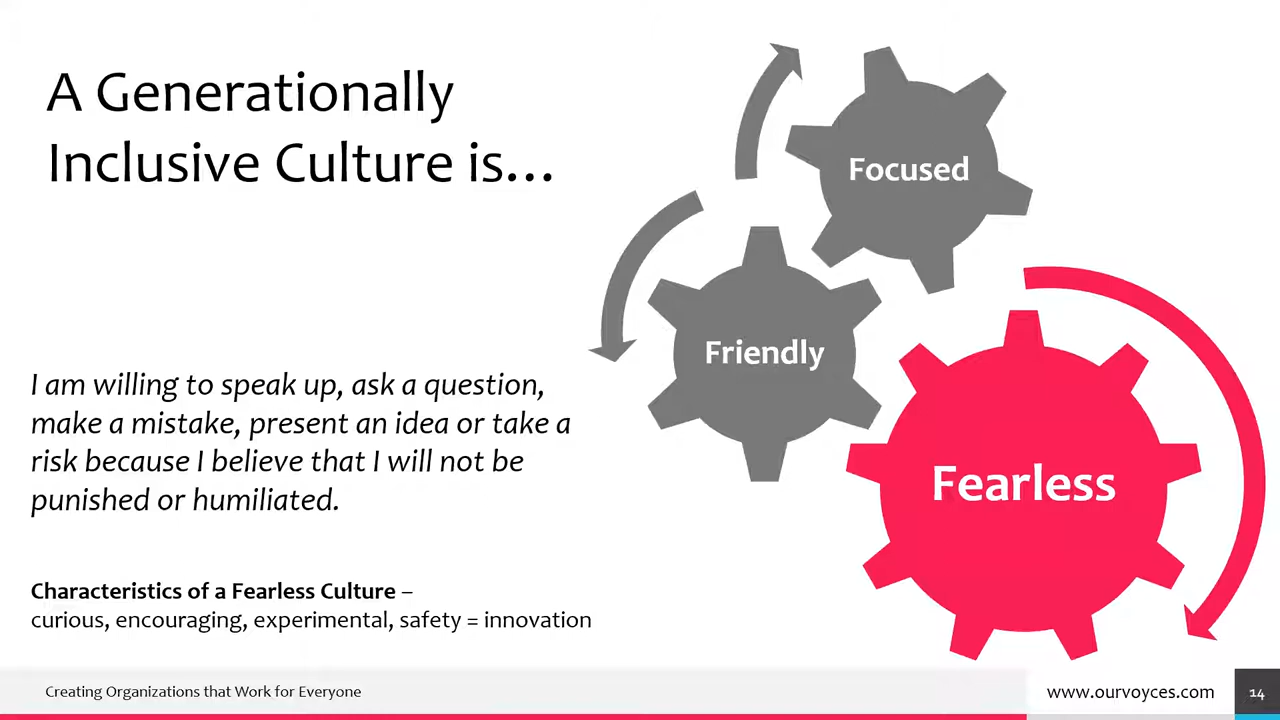 A Generationally
Inclusive Culture is…
Focused
Friendly
Fearless
I am willing to speak up, ask a question,
make a mistake, present an idea or take a
risk because I believe that I will not be
punished or humiliated.
Characteristics of a Fearless Culture –
curious, encouraging, experimental, safety = innovation
Creating Organizations that Work for Everyone
www.ourvoyces.com
14